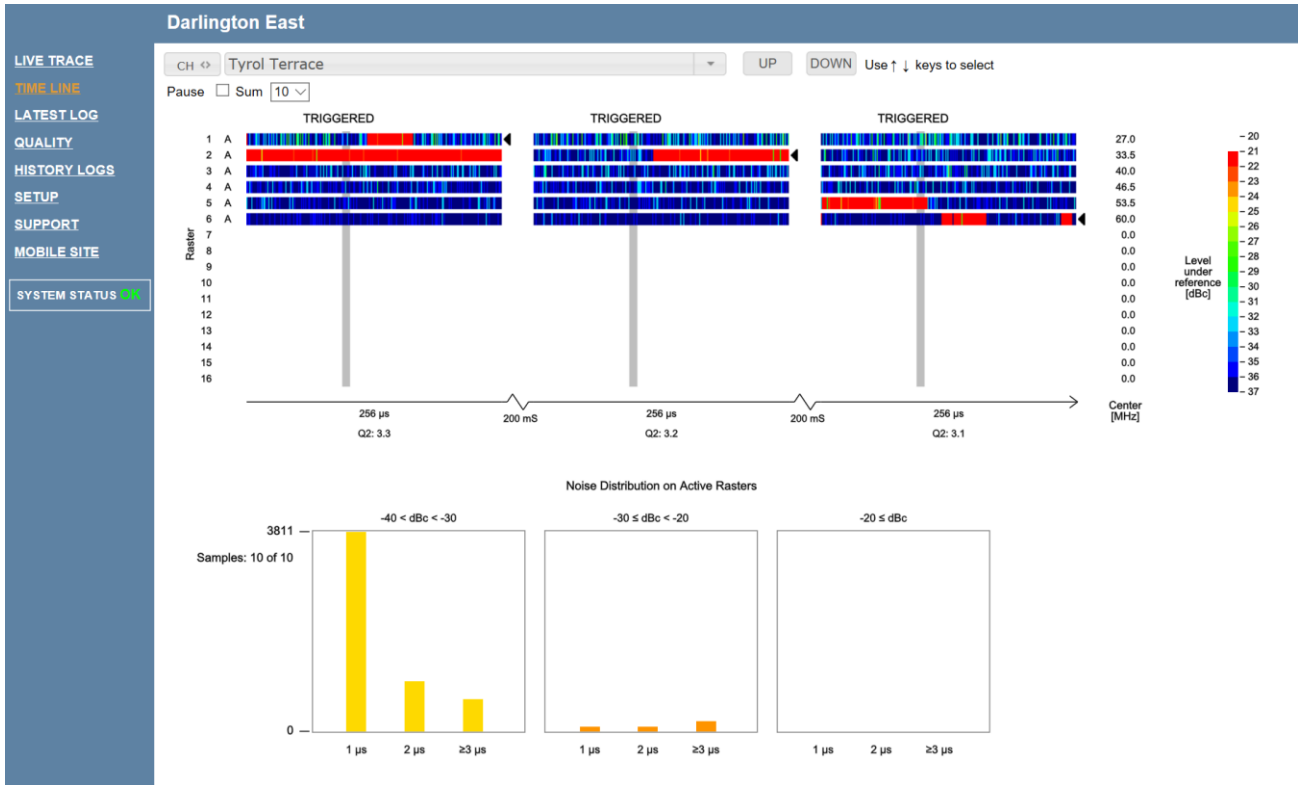 Darlington East
LIVE TRACE
TIME LINE
LATEST LOG
QUALITY
HISTORY LOGS
SETUP
SUPPORT
MOBILE SITE
SYSTEM STATUS OK
CH <> Tyrol Terrace UP DOWN Use ↑ ↓ keys to select
Pause Sum 10
TRIGGERED TRIGGERED TRIGGERED
1 A 27.0
2 A 33.5
3 A 40.0
4 A 46.5
5 A 53.5
6 A 60.0
7 0.0
8 0.0
9 0.0
10 0.0
11 0.0
12 0.0
13 0.0
14 0.0
15 0.0
16 0.0
Raster
Center
[MHz]
256 µs 200 mS 256 µs 200 mS 256 µs
Q2: 3.3 Q2: 3.2 Q2: 3.1
Level
under
reference
[dBc]
- 20
- 21
- 22
- 23
- 24
- 25
- 26
- 27
- 28
- 29
- 30
- 31
- 32
- 33
- 34
- 35
- 36
- 37
Noise Distribution on Active Rasters
-40 < dBc < -30 -30 ≤ dBc < -20 -20 ≤ dBc
3811
Samples: 10 of 10
0
1 µs 2 µs ≥3 µs 1 µs 2 µs ≥3 µs 1 µs 2 µs ≥3 µs